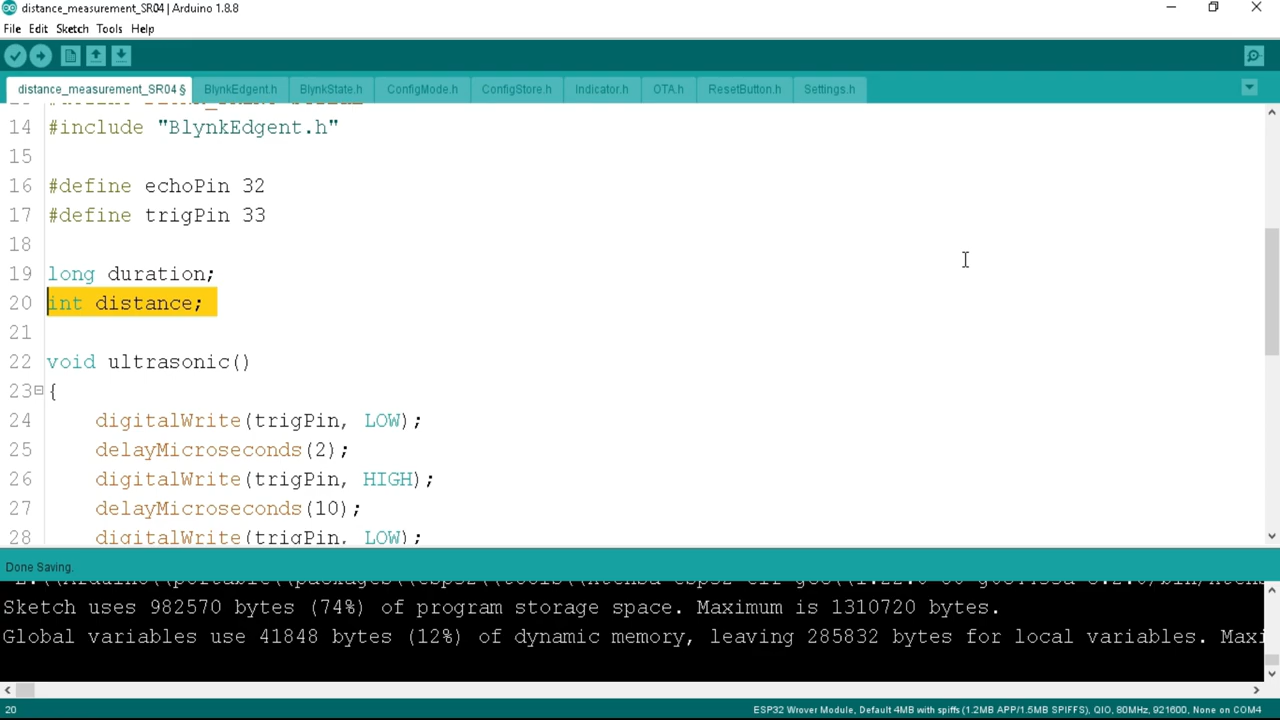 distance_measurement_SR04 | Arduino 1.8.8
File Edit Sketch Tools Help
distance_measurement_SR04 § BlynkEdgent.h BlynkState.h ConfigMode.h ConfigStore.h Indicator.h OTA.h ResetButton.h Settings.h
14 #include "BlynkEdgent.h"
15
16 #define echoPin 32
17 #define trigPin 33
18
19 long duration;
20 int distance;
21
22 void ultrasonic()
23 {
24 digitalWrite(trigPin, LOW);
25 delayMicroseconds(2);
26 digitalWrite(trigPin, HIGH);
27 delayMicroseconds(10);
28 digitalWrite(trigPin, LOW);
Done Saving.
Sketch uses 982570 bytes (74%) of program storage space. Maximum is 1310720 bytes.
Global variables use 41848 bytes (12%) of dynamic memory, leaving 285832 bytes for local variables. Maxi
20 ESP32 Wrover Module, Default 4MB with spiffs (1.2MB APP/1.5MB SPIFFS), QIO, 80MHz, 921600, None on COM4